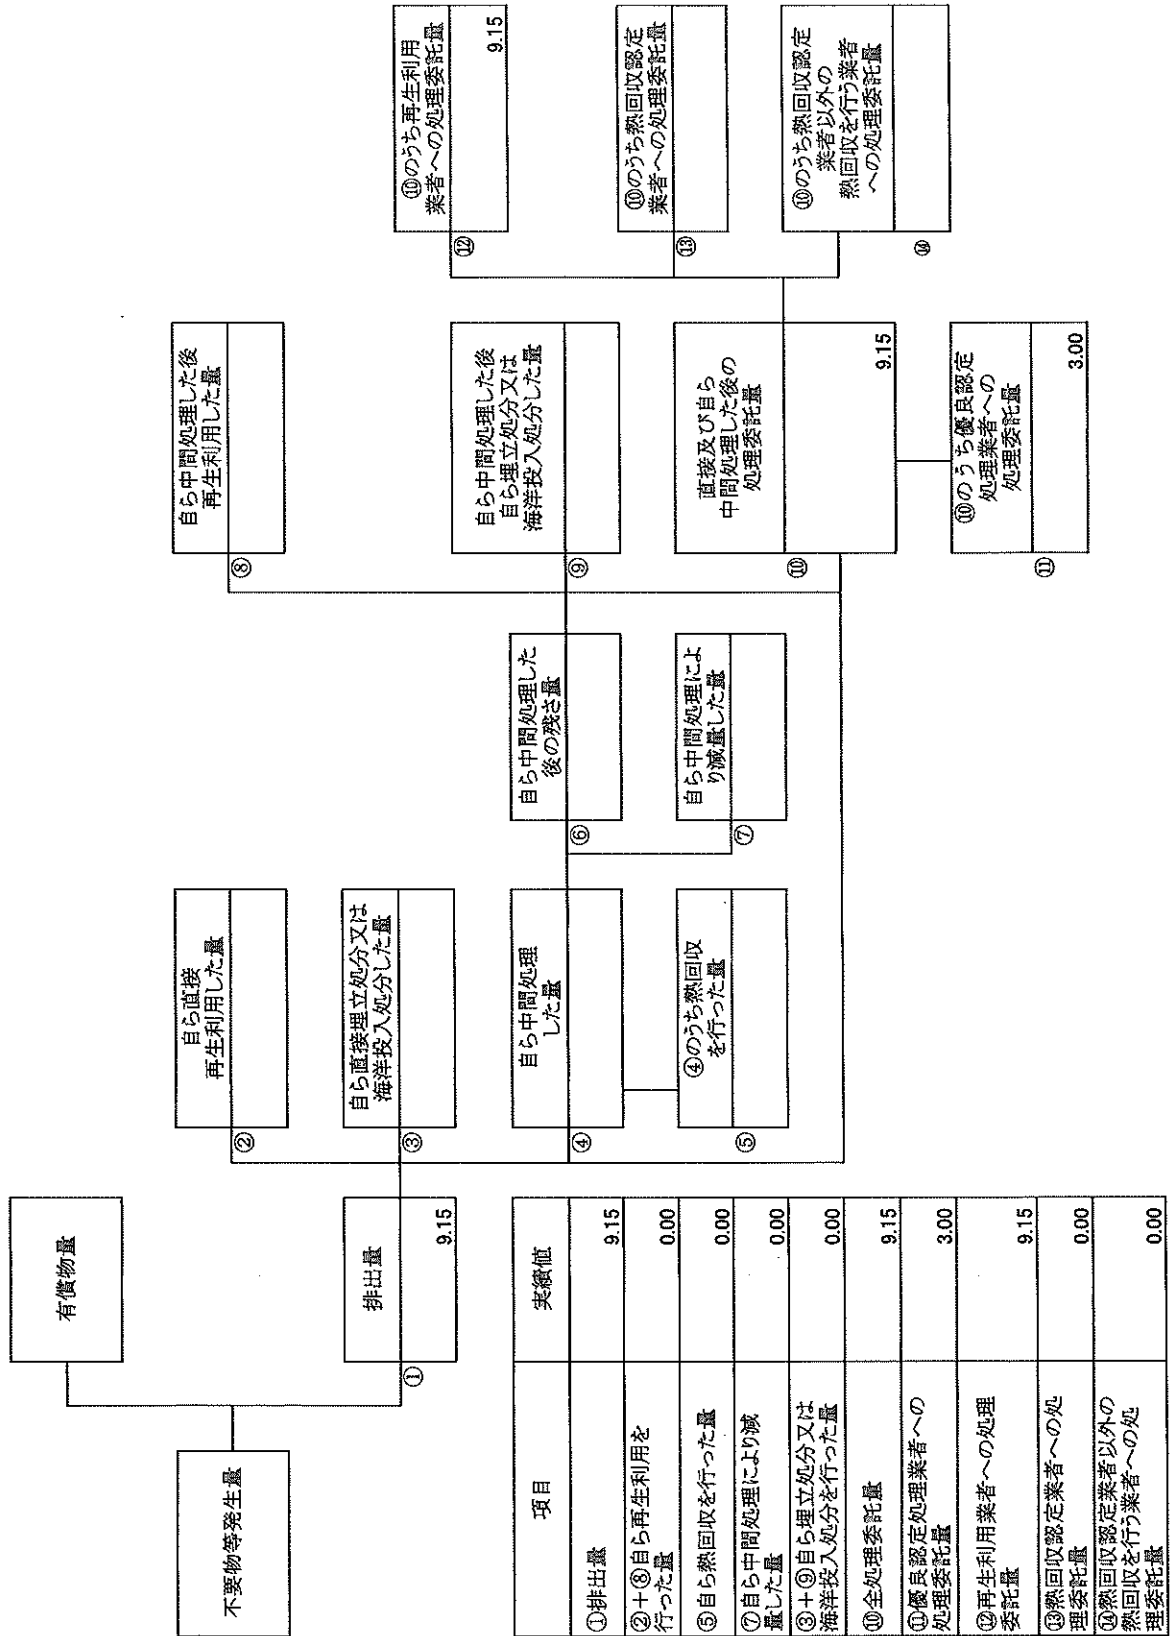 不要物等発生量
有償物量
排出量
①
9.15
自ら直接
再生利用した量
②
自ら直接埋立処分又は
海洋投入処分した量
③
自ら中間処理
した量
④
④のうち熱回収
を行った量
⑤
自ら中間処理した
後の残さ量
⑥
自ら中間処理によ
り減量した量
⑦
自ら中間処理した後
再生利用した量
⑧
自ら中間処理した後
自ら埋立処分又は
海洋投入処分した量
⑨
直接及び自ら
中間処理した後の
処理委託量
⑩
9.15
⑩のうち優良認定
処理業者への
処理委託量
⑪
3.00
⑩のうち再生利用
業者への処理委託量
⑫
9.15
⑩のうち熱回収認定
業者への処理委託量
⑬
⑩のうち熱回収認定
業者以外の
熱回収を行う業者
への処理委託量
⑭
項目 実績値
①排出量 9.15
②+⑧自ら再生利用を
行った量 0.00
⑤自ら熱回収を行った量 0.00
⑦自ら中間処理により減
量した量 0.00
③+⑨自ら埋立処分又は
海洋投入処分を行った量 0.00
⑩全処理委託量 9.15
⑪優良認定処理業者への
処理委託量 3.00
⑫再生利用業者への処理
委託量 9.15
⑬熱回収認定業者への処
理委託量 0.00
⑭熱回収認定業者以外の
熱回収を行う業者への処
理委託量 0.00